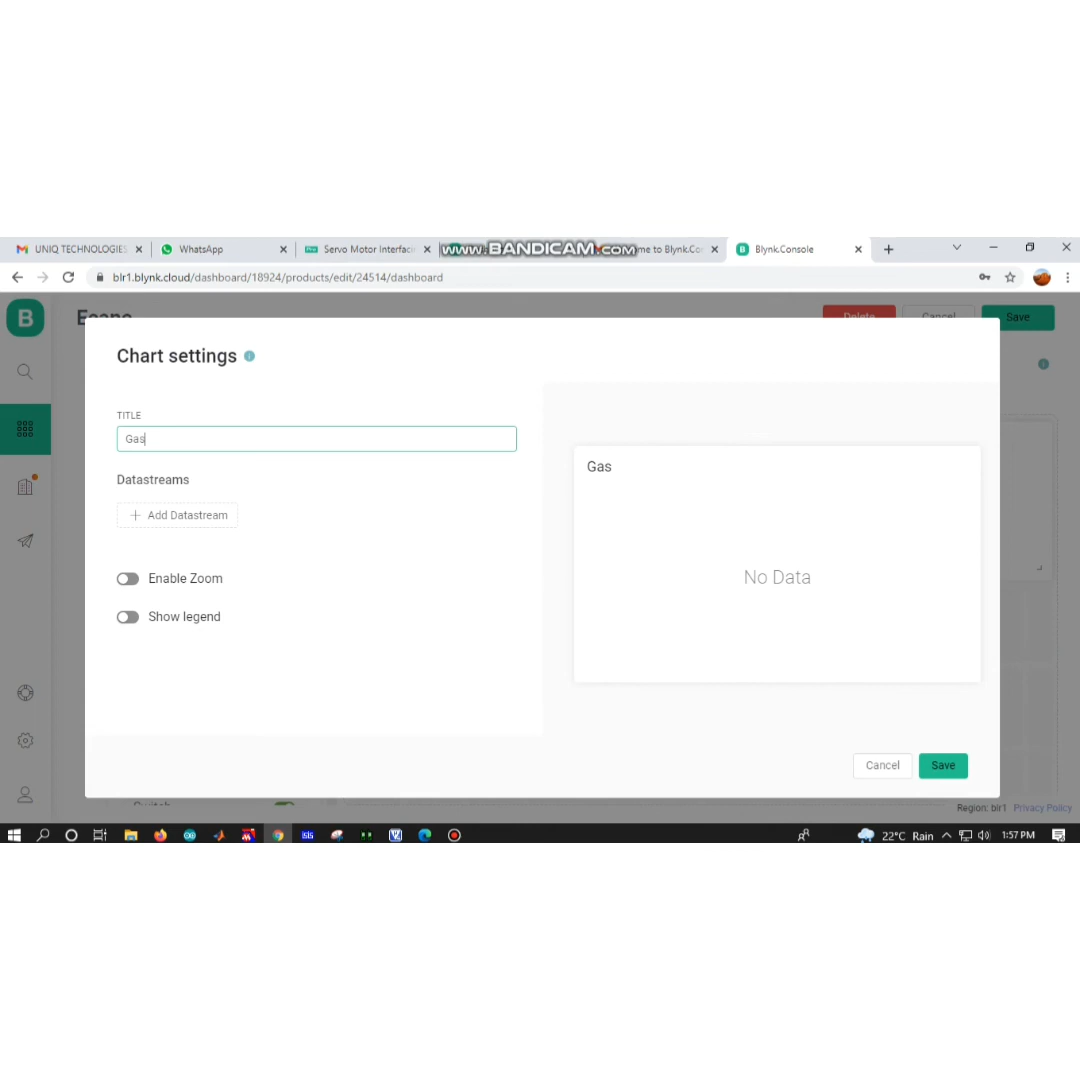 UNIQ TECHNOLOGIES
WhatsApp
Servo Motor Interfacin
WWW.BANDICAM.COM
me to Blynk.Co
Blynk.Console
blr1.blynk.cloud/dashboard/18924/products/edit/24514/dashboard
B
Delete
Cancel
Save
Chart settings
TITLE
Gas
Datastreams
Add Datastream
Enable Zoom
Show legend
Gas
No Data
Cancel
Save
Switch
Region: blr1 Privacy Policy
22°C Rain
1:57 PM